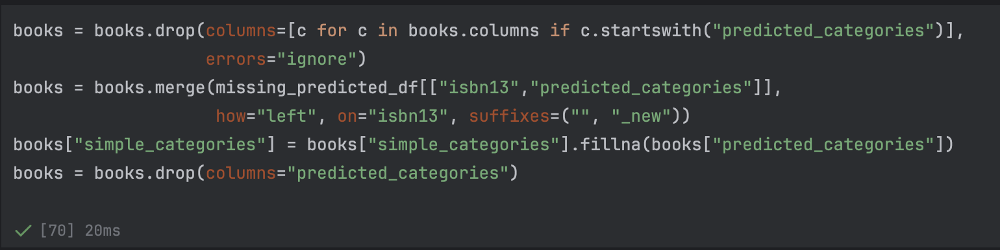 books = books.drop(columns=[c for c in books.columns if c.startswith("predicted_categories")],
                   errors="ignore")
books = books.merge(missing_predicted_df[["isbn13","predicted_categories"]],
                    how="left", on="isbn13", suffixes=("", "_new"))
books["simple_categories"] = books["simple_categories"].fillna(books["predicted_categories"])
books = books.drop(columns="predicted_categories")
[70] 20ms